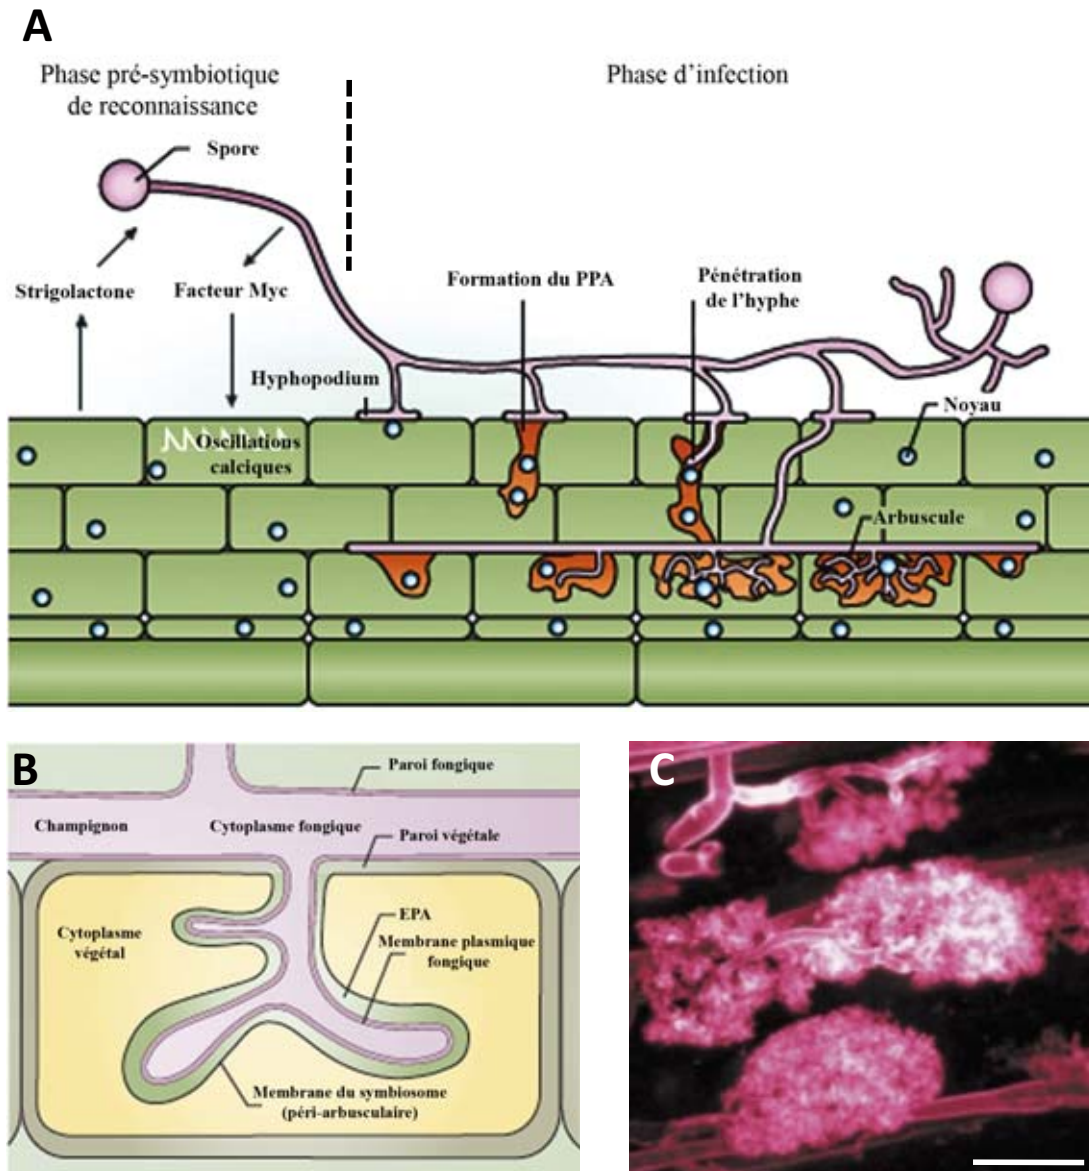 A
Phase pré-symbiotique
de reconnaissance
Phase d'infection
Spore
Strigolactone
Facteur Myc
Formation du PPA
Pénétration
de l'hyphe
Hyphopodium
Noyau
Oscillations
calciques
Arbuscule
B
Paroi fongique
Champignon
Cytoplasme fongique
Paroi végétale
Cytoplasme
végétal
EPA
Membrane plasmique
fongique
Membrane du symbiosome
(péri-arbusculaire)
C